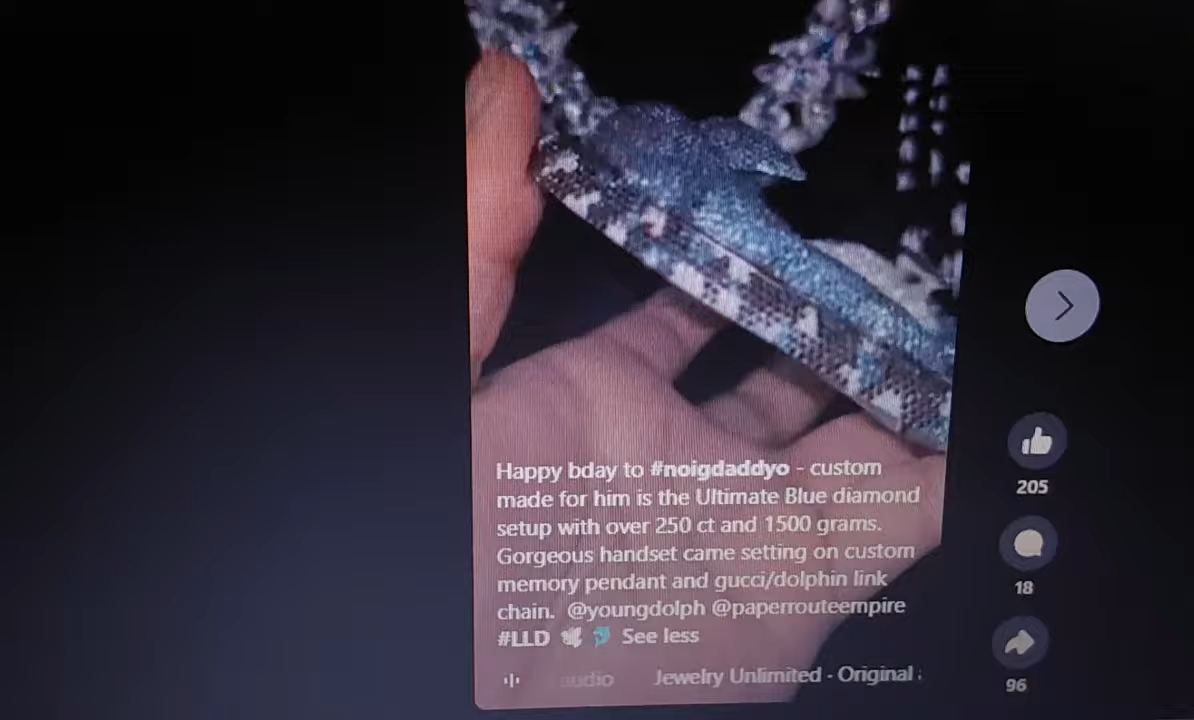 Happy bday to #noigdaddyo - custom
made for him is the Ultimate Blue diamond
setup with over 250 ct and 1500 grams.
Gorgeous handset came setting on custom
memory pendant and gucci/dolphin link
chain. @youngdolph @paperrouteempire
#LLD 🕊 🐬 See less
audio Jewelry Unlimited - Original
205
18
96